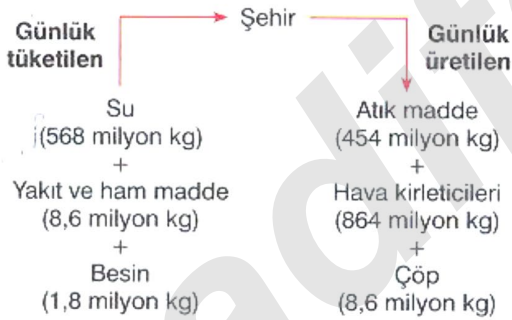 Şehir
Günlük
tüketilen
Su
(568 milyon kg)
+
Yakıt ve ham madde
(8,6 milyon kg)
+
Besin
(1,8 milyon kg)
Günlük
üretilen
Atık madde
(454 milyon kg)
+
Hava kirleticileri
(864 milyon kg)
+
Çöp
(8,6 milyon kg)